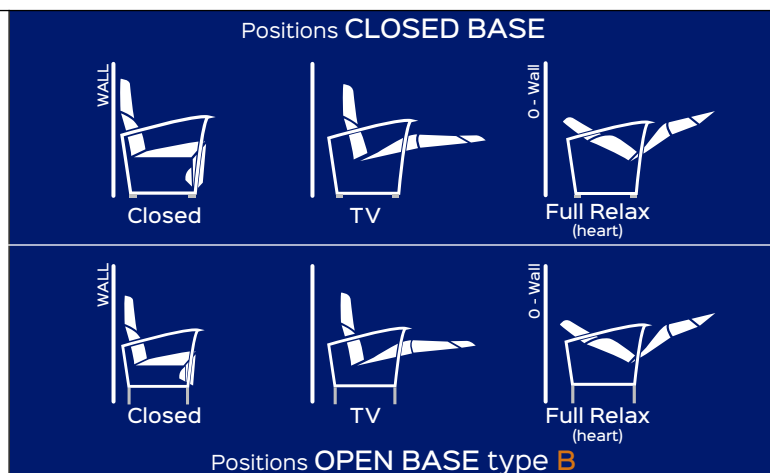 Positions CLOSED BASE
WALL
0 - Wall
Closed
TV
Full Relax
(heart)
WALL
0 - Wall
Closed
TV
Full Relax
(heart)
Positions OPEN BASE type B